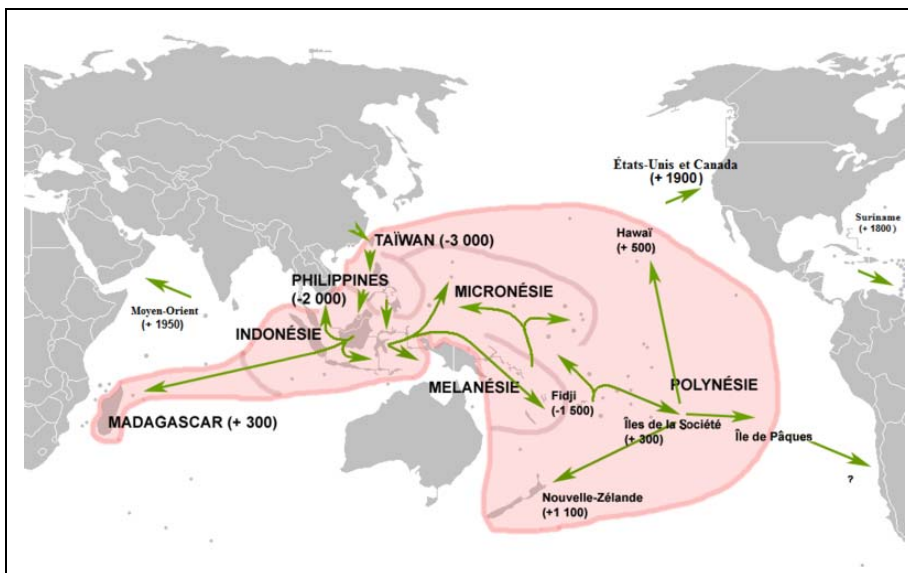 États-Unis et Canada
(+ 1900)
Suriname
(+ 1800)
Hawaï
(+ 500)
TAÏWAN (-3 000)
PHILIPPINES
(-2 000)
MICRONÉSIE
Moyen-Orient
(+ 1950)
INDONÉSIE
MELANÉSIE
POLYNÉSIE
Fidji
(-1 500)
MADAGASCAR (+ 300)
Îles de la Société
(+ 300)
Île de Pâques
?
Nouvelle-Zélande
(+1 100)